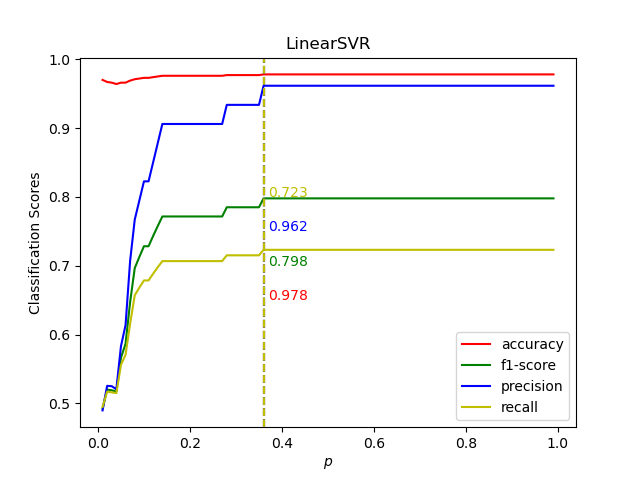 LinearSVR
Classification Scores
1.0
0.9
0.8
0.7
0.6
0.5
0.723
0.962
0.798
0.978
accuracy
f1-score
precision
recall
0.0 0.2 0.4 0.6 0.8 1.0
p